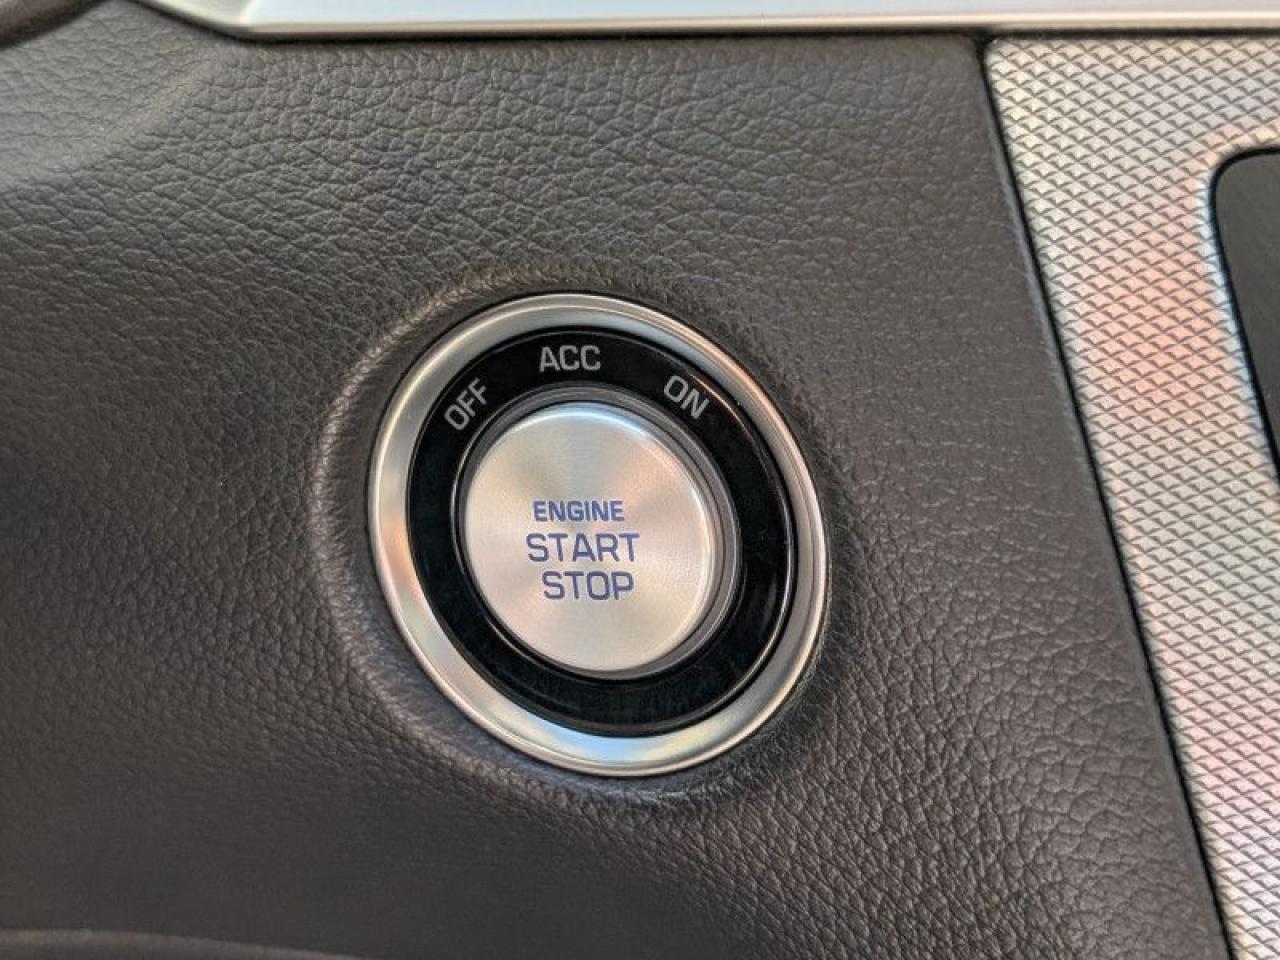 OFF ACC ON
ENGINE
START
STOP